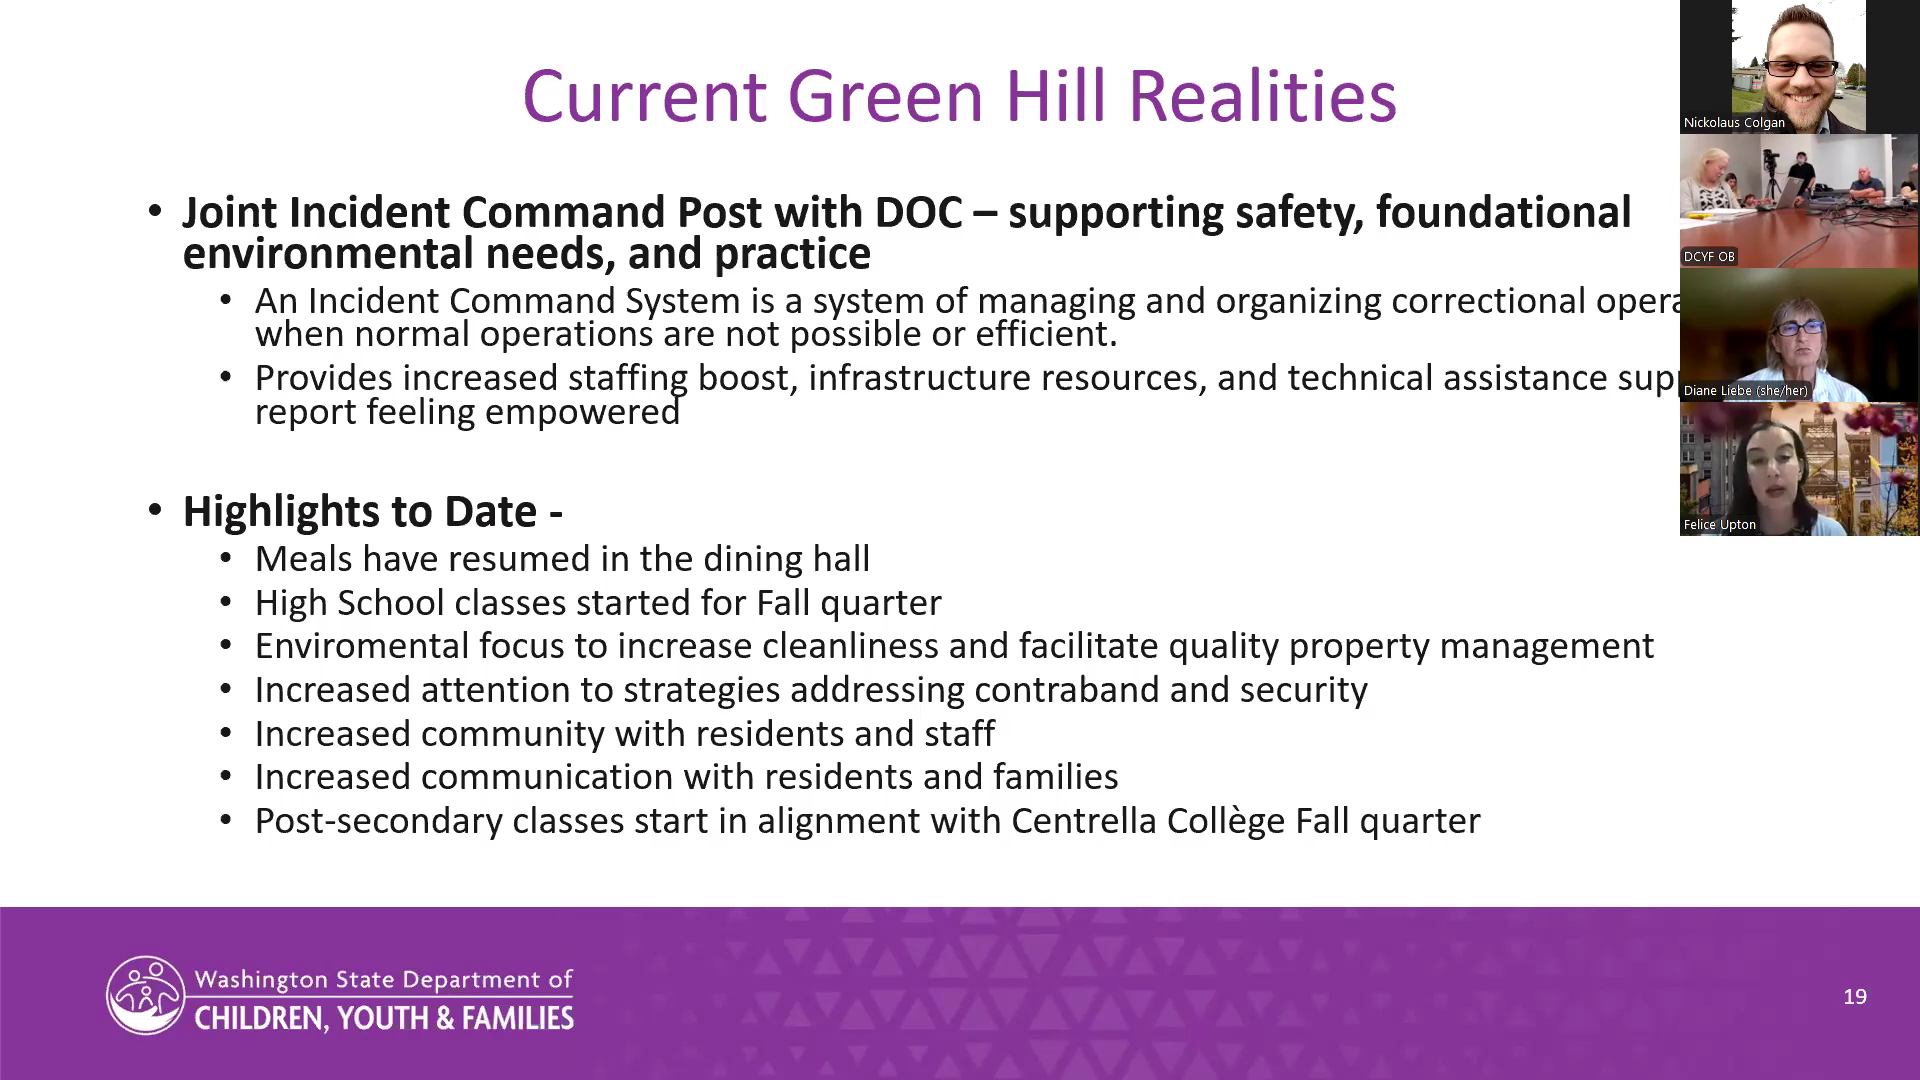 Current Green Hill Realities
• Joint Incident Command Post with DOC – supporting safety, foundational
environmental needs, and practice
• An Incident Command System is a system of managing and organizing correctional
when normal operations are not possible or efficient.
• Provides increased staffing boost, infrastructure resources, and technical assistance
report feeling empowered
• Highlights to Date -
• Meals have resumed in the dining hall
• High School classes started for Fall quarter
• Enviromental focus to increase cleanliness and facilitate quality property management
• Increased attention to strategies addressing contraband and security
• Increased community with residents and staff
• Increased communication with residents and families
• Post-secondary classes start in alignment with Centrella Collège Fall quarter
Nickolaus Colgan
DCYF OB
Diane Liebe (she/her)
Felice Upton
Washington State Department of
CHILDREN, YOUTH & FAMILIES
19